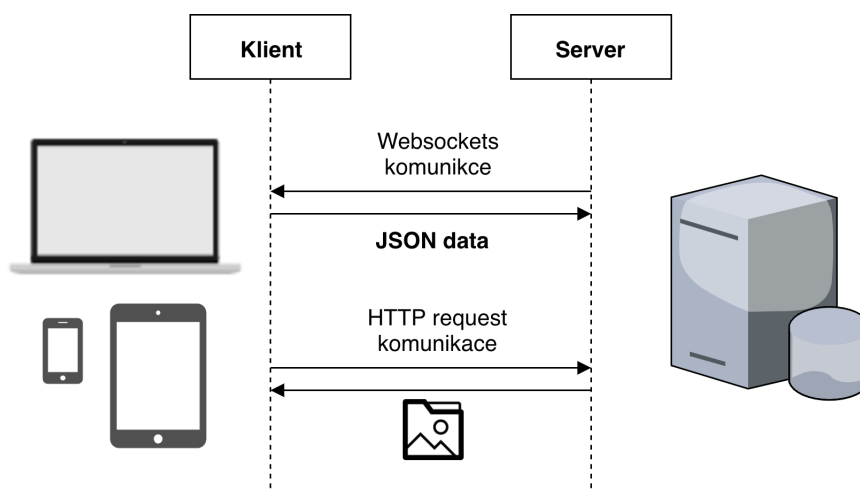 Klient
Server
Websockets
komunikce
JSON data
HTTP request
komunikace